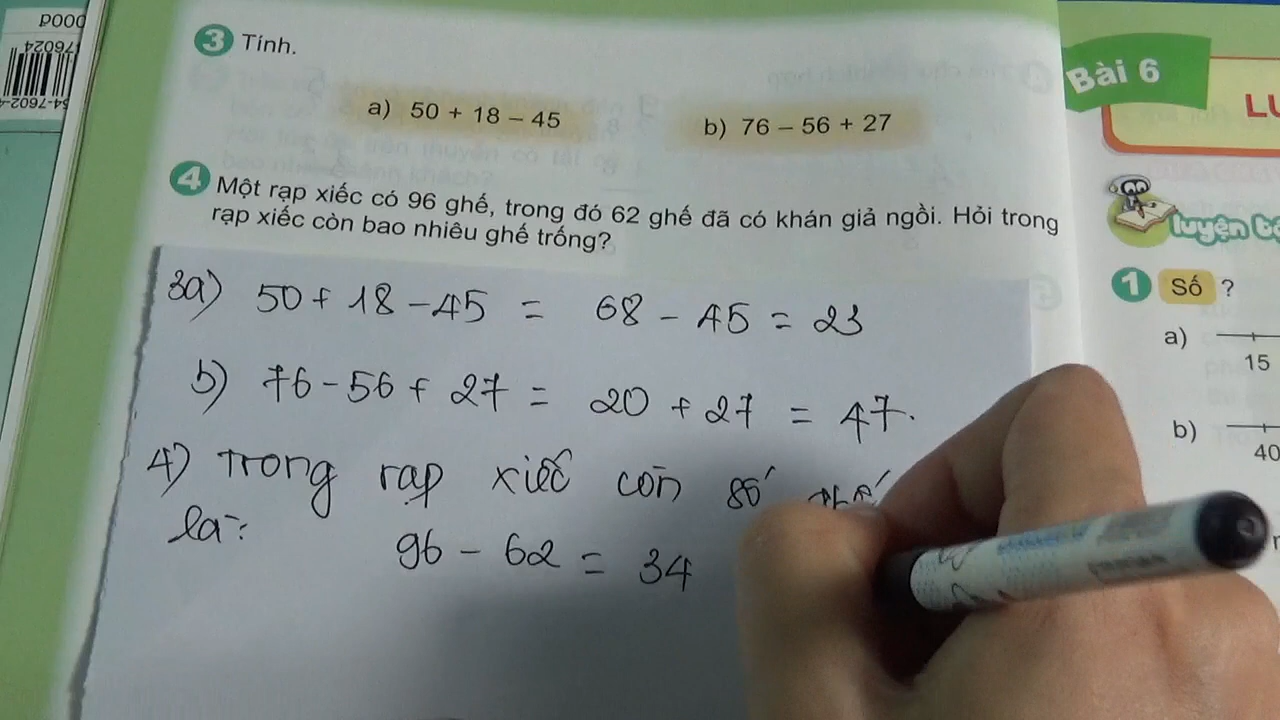 3 Tính.
a) 50 + 18 – 45
b) 76 – 56 + 27
4 Một rạp xiếc có 96 ghế, trong đó 62 ghế đã có khán giả ngồi. Hỏi trong
rạp xiếc còn bao nhiêu ghế trống?
3a) 50 + 18 – 45 = 68 – 45 = 23
b) 76 – 56 + 27 = 20 + 27 = 47.
4) Trong rạp xiếc còn số
là:
96 – 62 = 34
Bài 6
LU
luyện
1 Số ?
a)
15
b)
40